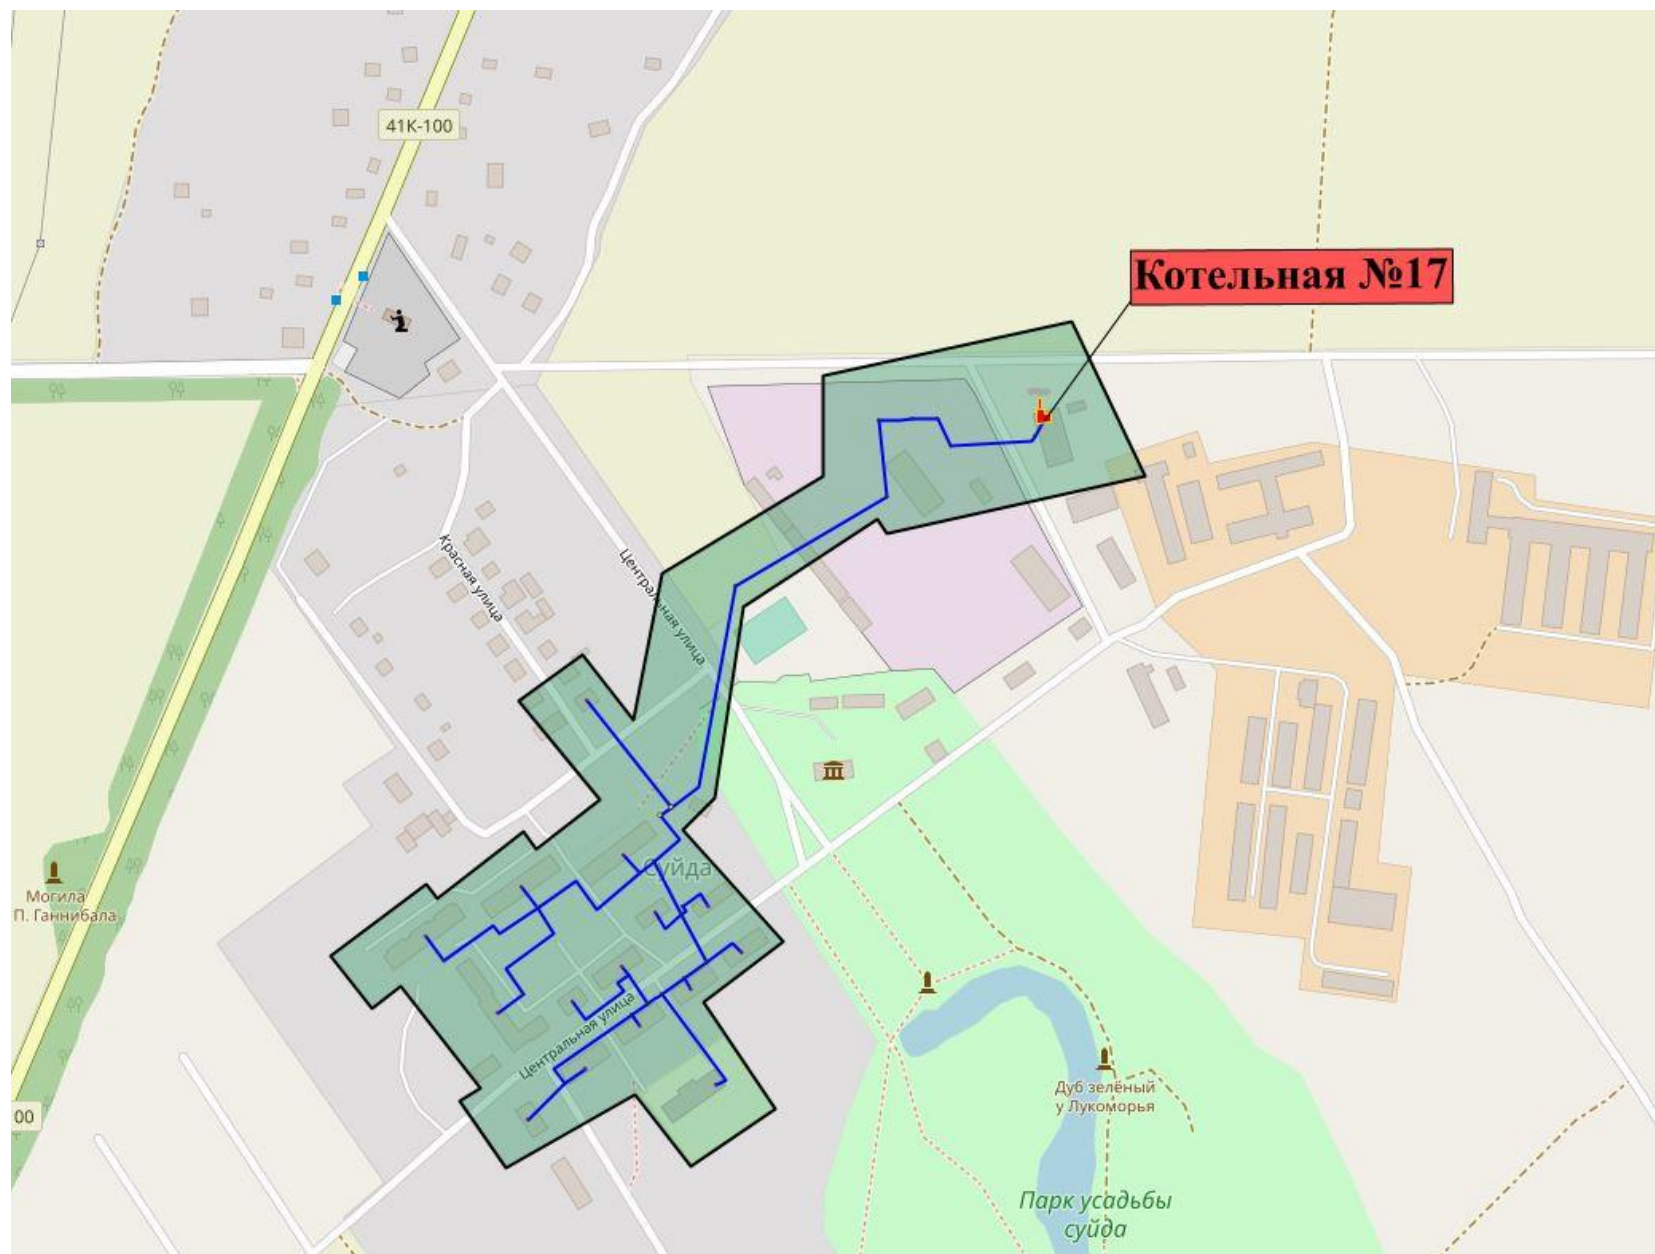 41К-100
Котельная №17
Красная улица
Центральная улица
Суйда
Могила
П. Ганнибала
Центральная улица
00
Дуб зелёный
у Лукоморья
Парк усадьбы
суйда